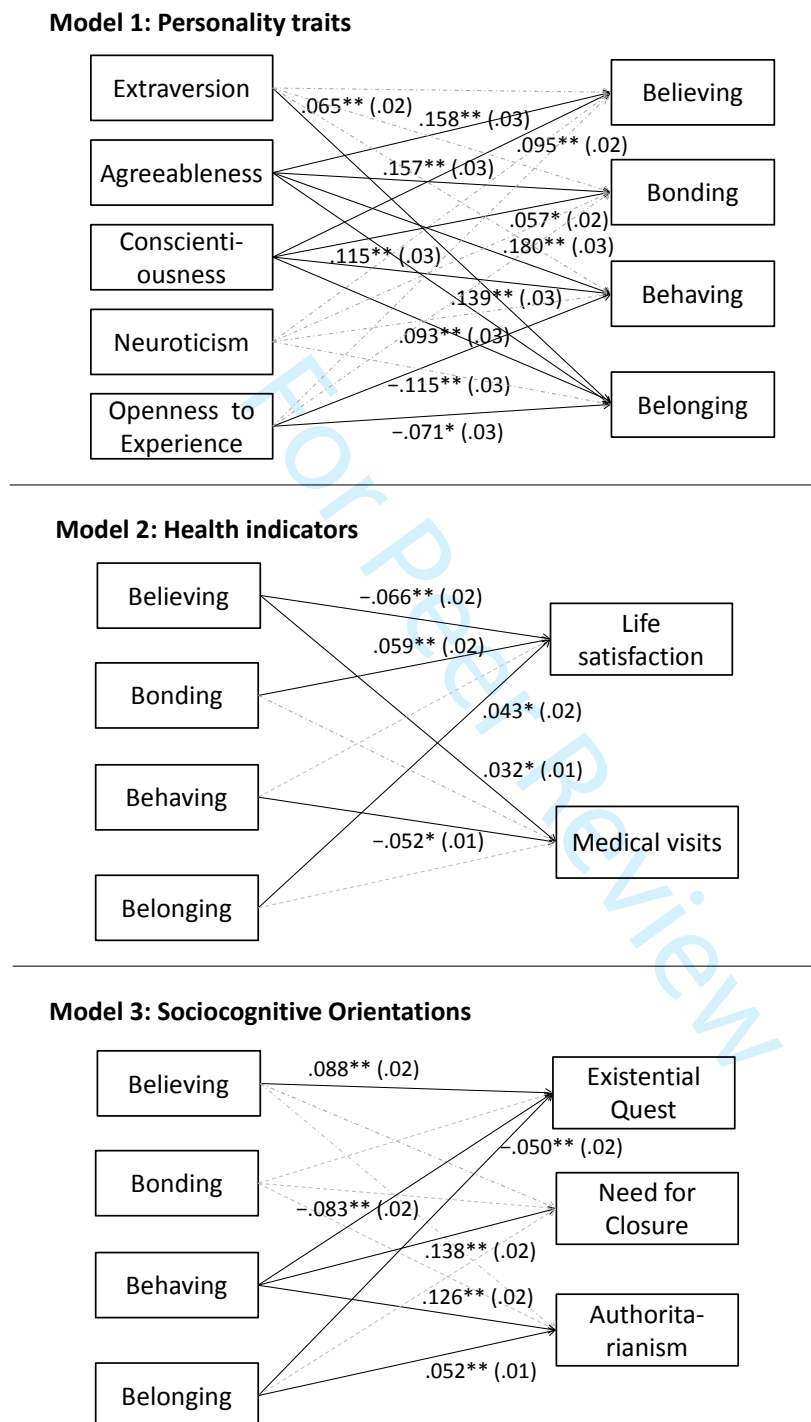 Model 1: Personality traits
Extraversion
Agreeableness
Conscienti-
ousness
Neuroticism
Openness to
Experience
Believing
Bonding
Behaving
Belonging
.065** (.02)
.158** (.03)
.095** (.02)
.157** (.03)
.057* (.02)
.180** (.03)
.115** (.03)
.139** (.03)
.093** (.03)
−.115** (.03)
−.071* (.03)
Model 2: Health indicators
Believing
Bonding
Behaving
Belonging
Life
satisfaction
Medical visits
−.066** (.02)
.059** (.02)
.043* (.02)
.032* (.01)
−.052* (.01)
Model 3: Sociocognitive Orientations
Believing
Bonding
Behaving
Belonging
Existential
Quest
Need for
Closure
Authorita-
rianism
.088** (.02)
−.050** (.02)
−.083** (.02)
.138** (.02)
.126** (.02)
.052** (.01)
For Peer Review